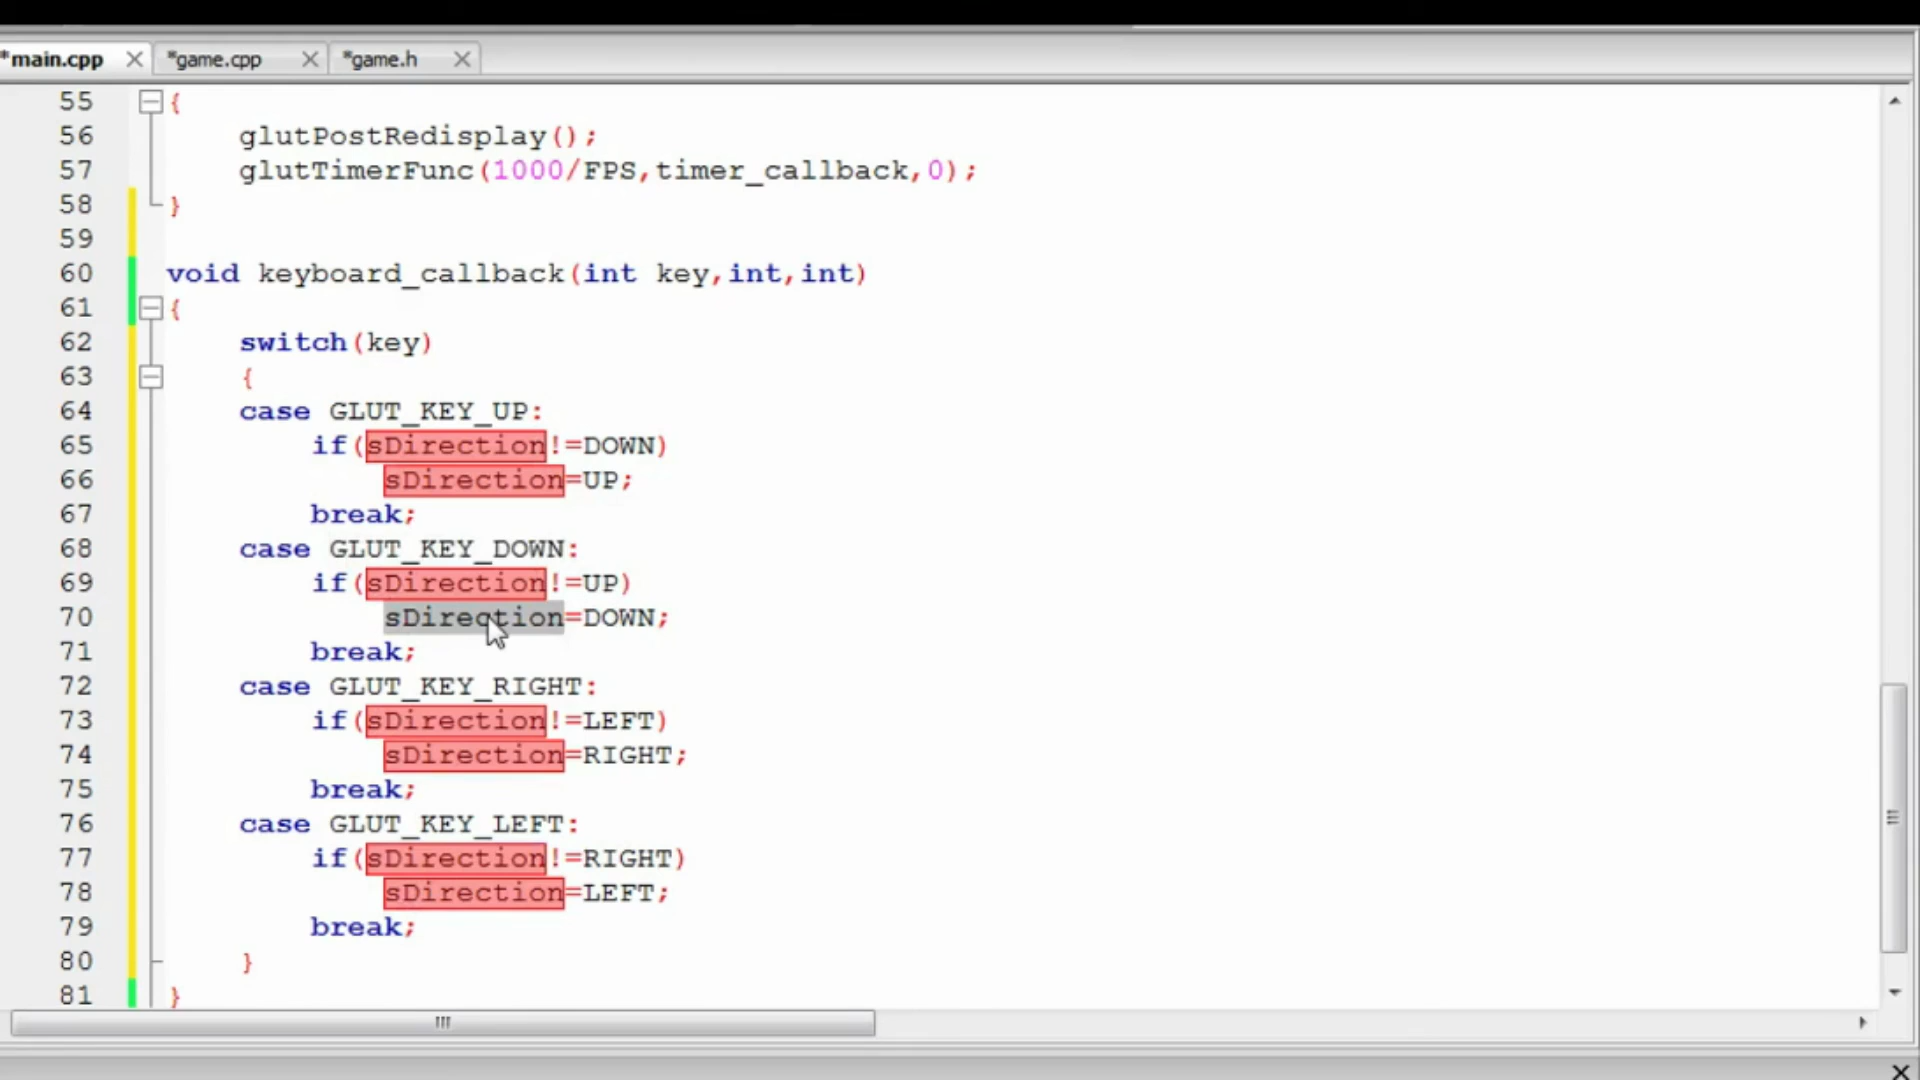 *main.cpp *game.cpp *game.h
55 {
56 glutPostRedisplay();
57 glutTimerFunc(1000/FPS,timer_callback,0);
58 }
59
60 void keyboard_callback(int key,int,int)
61 {
62 switch(key)
63 {
64 case GLUT_KEY_UP:
65 if(sDirection!=DOWN)
66 sDirection=UP;
67 break;
68 case GLUT_KEY_DOWN:
69 if(sDirection!=UP)
70 sDirection=DOWN;
71 break;
72 case GLUT_KEY_RIGHT:
73 if(sDirection!=LEFT)
74 sDirection=RIGHT;
75 break;
76 case GLUT_KEY_LEFT:
77 if(sDirection!=RIGHT)
78 sDirection=LEFT;
79 break;
80 }
81 }